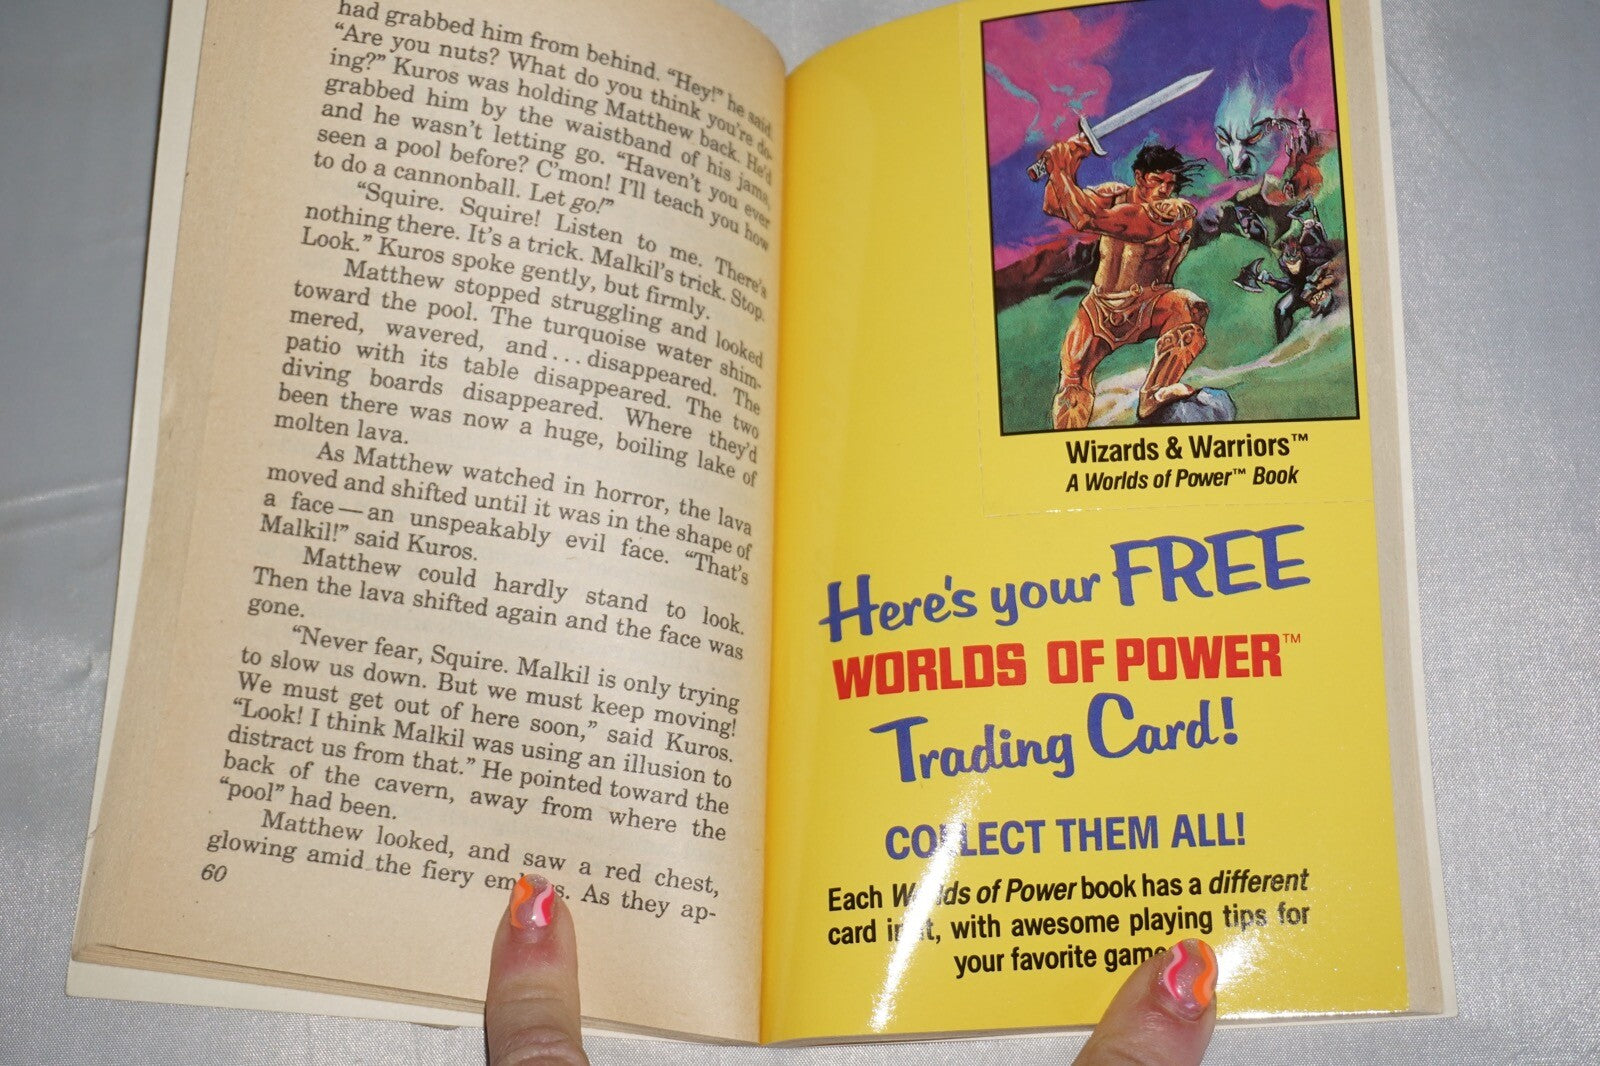 had grabbed him from behind. “Hey!” he said.
“Are you nuts? What do you think you're do-
ing?” Kuros was holding Matthew back. He'd
grabbed him by the waistband of his jams,
and he wasn't letting go. “Haven't you ever
seen a pool before? C'mon! I'll teach you how
to do a cannonball. Let go!”
“Squire. Squire! Listen to me. There's
nothing there. It's a trick. Malkil's trick. Stop.
Look.” Kuros spoke gently, but firmly.
Matthew stopped struggling and looked
toward the pool. The turquoise water shim-
mered, wavered, and...disappeared. The
patio with its table disappeared. The two
diving boards disappeared. Where they'd
been there was now a huge, boiling lake of
molten lava.
As Matthew watched in horror, the lava
moved and shifted until it was in the shape of
a face—an unspeakably evil face. “That's
Malkil!” said Kuros.
Matthew could hardly stand to look.
Then the lava shifted again and the face was
gone.
“Never fear, Squire. Malkil is only trying
to slow us down. But we must keep moving!
We must get out of here soon,” said Kuros.
“Look! I think Malkil was using an illusion to
distract us from that.” He pointed toward the
back of the cavern, away from where the
“pool” had been.
Matthew looked, and saw a red chest,
glowing amid the fiery embers. As they ap-
60
Wizards & Warriors™
A Worlds of Power™ Book
Here's your FREE
WORLDS OF POWER™
Trading Card!
COLLECT THEM ALL!
Each Worlds of Power book has a different
card in it, with awesome playing tips for
your favorite game